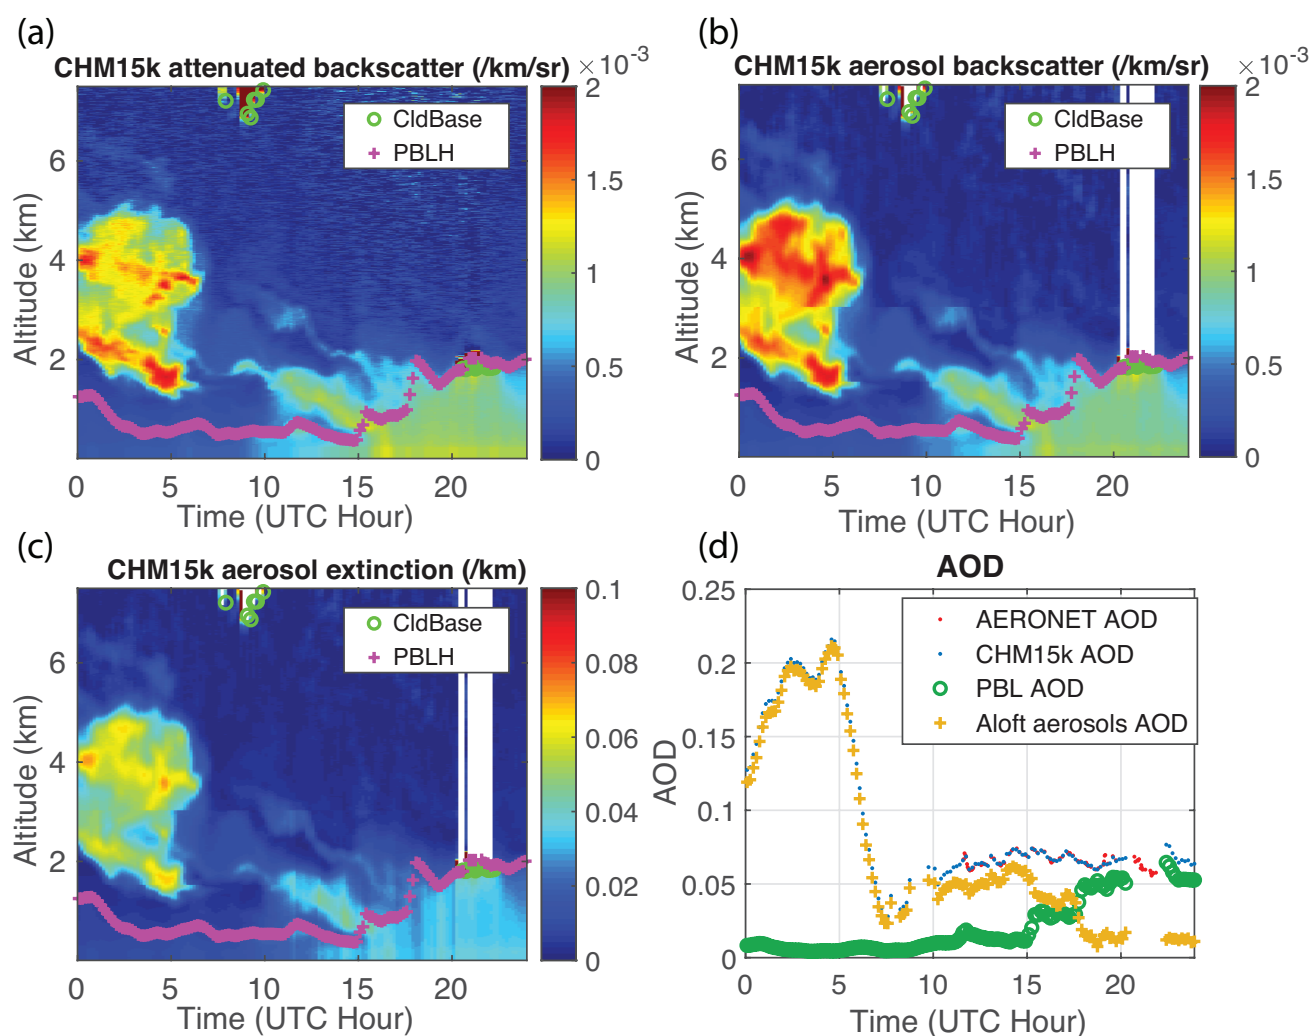 (a)
CHM15k attenuated backscatter (/km/sr)
×10⁻³
CldBase
PBLH
Altitude (km)
6
4
2
0
5
10
15
20
Time (UTC Hour)
2
1.5
1
0.5
0
(b)
CHM15k aerosol backscatter (/km/sr)
×10⁻³
CldBase
PBLH
Altitude (km)
6
4
2
0
5
10
15
20
Time (UTC Hour)
2
1.5
1
0.5
0
(c)
CHM15k aerosol extinction (/km)
CldBase
PBLH
Altitude (km)
6
4
2
0
5
10
15
20
Time (UTC Hour)
0.1
0.08
0.06
0.04
0.02
0
(d)
AOD
AERONET AOD
CHM15k AOD
PBL AOD
Aloft aerosols AOD
AOD
0.25
0.2
0.15
0.1
0.05
0
0
5
10
15
20
Time (UTC Hour)